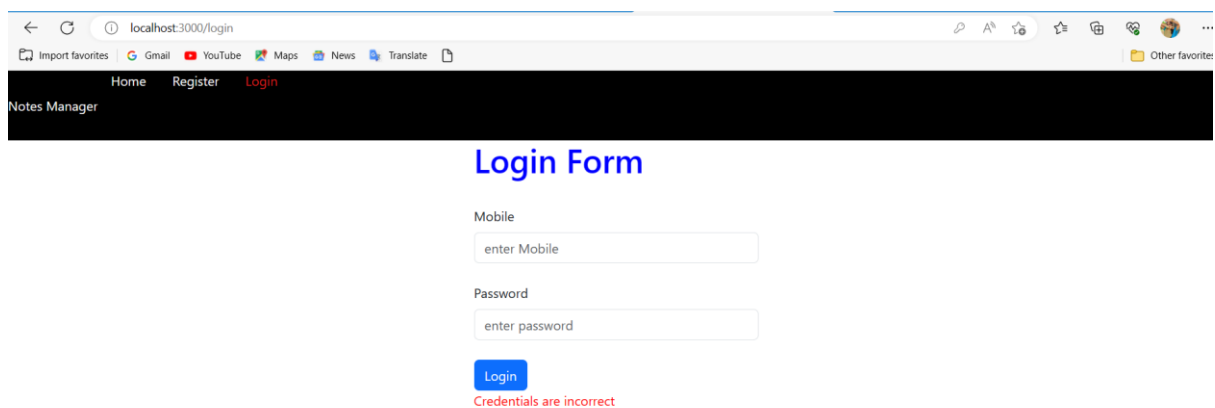 localhost:3000/login
Import favorites Gmail YouTube Maps News Translate Other favorites
Home Register Login
Notes Manager
Login Form
Mobile
enter Mobile
Password
enter password
Login
Credentials are incorrect